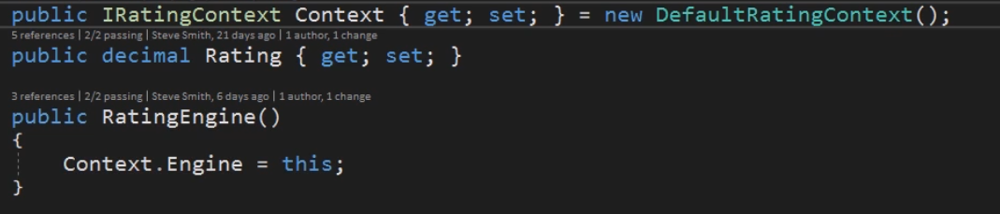 public IRatingContext Context { get; set; } = new DefaultRatingContext();
5 references | 2/2 passing | Steve Smith, 21 days ago | 1 author, 1 change
public decimal Rating { get; set; }
3 references | 2/2 passing | Steve Smith, 6 days ago | 1 author, 1 change
public RatingEngine()
{
Context.Engine = this;
}